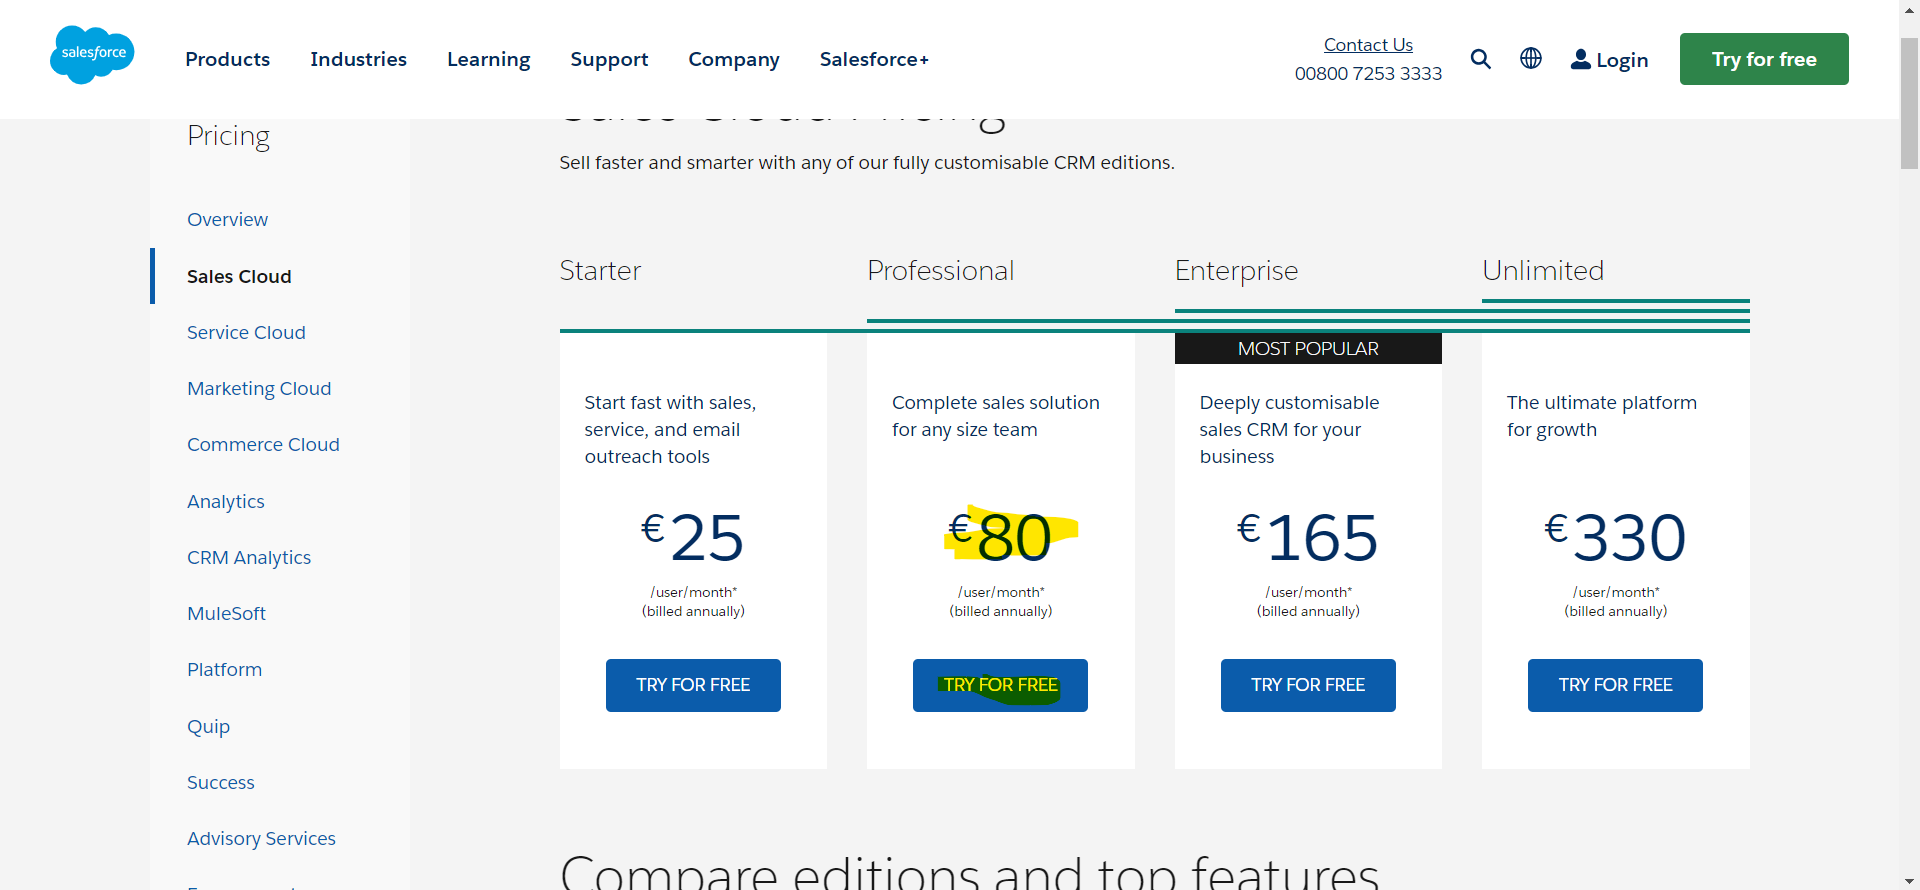 salesforce
Products
Industries
Learning
Support
Company
Salesforce+
Contact Us
00800 7253 3333
Login
Try for free
Pricing
Overview
Sales Cloud
Service Cloud
Marketing Cloud
Commerce Cloud
Analytics
CRM Analytics
MuleSoft
Platform
Quip
Success
Advisory Services
Sales Cloud Pricing
Sell faster and smarter with any of our fully customisable CRM editions.
Starter
Start fast with sales,
service, and email
outreach tools
€25
/user/month*
(billed annually)
TRY FOR FREE
Professional
Complete sales solution
for any size team
€80
/user/month*
(billed annually)
TRY FOR FREE
Enterprise
MOST POPULAR
Deeply customisable
sales CRM for your
business
€165
/user/month*
(billed annually)
TRY FOR FREE
Unlimited
The ultimate platform
for growth
€330
/user/month*
(billed annually)
TRY FOR FREE
Compare editions and top features